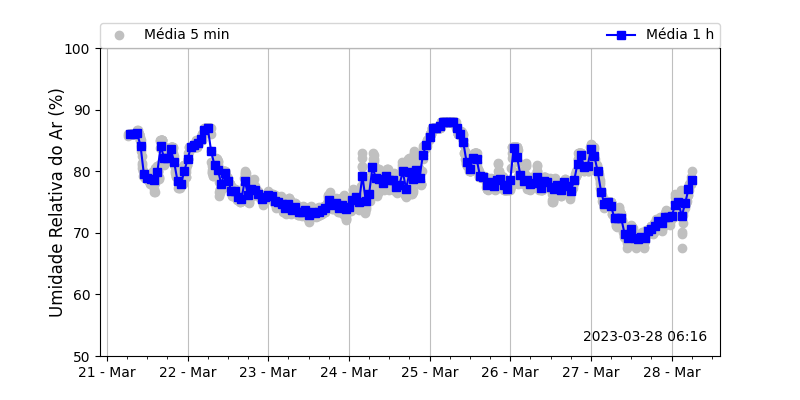 Média 5 min
Média 1 h
Umidade Relativa do Ar (%)
100
90
80
70
60
50
2023-03-28 06:16
21 - Mar
22 - Mar
23 - Mar
24 - Mar
25 - Mar
26 - Mar
27 - Mar
28 - Mar